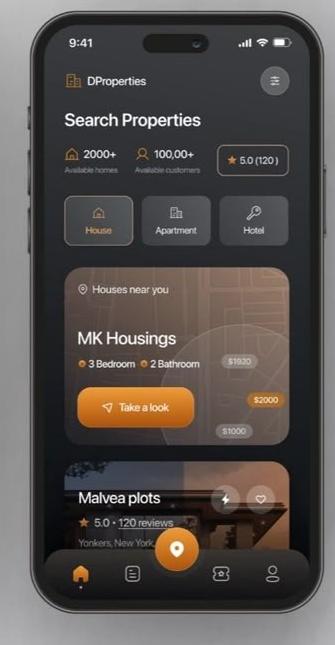 9:41
DProperties
Search Properties
2000+
Available homes
100,00+
Available customers
5.0 (120)
House
Apartment
Hotel
Houses near you
MK Housings
3 Bedroom 2 Bathroom
$1920
$2000
Take a look
$1000
Malvea plots
5.0 • 120 reviews
Yonkers, New York,